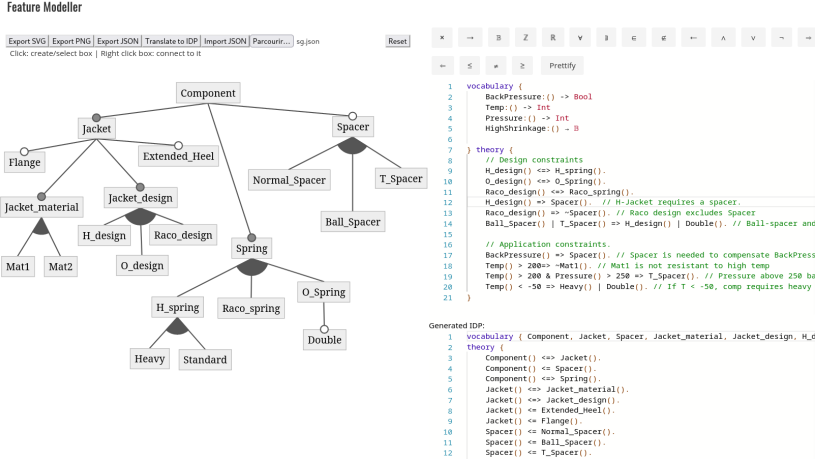 Feature Modeller
Export SVG Export PNG Export JSON Translate to IDP Import JSON Parcourir... sg.json Reset
Click: create/select box | Right click box: connect to it
Component
Jacket
Spacer
Flange
Extended_Heel
Normal_Spacer
T_Spacer
Ball_Spacer
Jacket_material
Jacket_design
H_design
Raco_design
O_design
Mat1
Mat2
Spring
H_spring
Raco_spring
O_Spring
Double
Heavy
Standard
→ ∃ ℤ ℝ ∀ ∈ ∉ ← ∧ ∨ ¬ ⇒
⇐ ≤ ≠ ≥ Prettify
1 vocabulary {
2 BackPressure:() -> Bool
3 Temp:() -> Int
4 Pressure:() -> Int
5 HighShrinkage:() → 𝔹
6
7 } theory {
8 // Design constraints
9 H_design() <=> H_spring().
10 O_design() <=> O_Spring().
11 Raco_design() <=> Raco_spring().
12 H_design() => Spacer(). // H-Jacket requires a spacer.
13 Raco_design() => ~Spacer(). // Raco design excludes Spacer
14 Ball_Spacer() | T_Spacer() => H_design() | Double(). // Ball-spacer and
15
16 // Application constraints.
17 BackPressure() => Spacer(). // Spacer is needed to compensate BackPress
18 Temp() > 200=> ~Mat1(). // Mat1 is not resistant to high temp
19 Temp() > 200 & Pressure() > 250 => T_Spacer(). // Pressure above 250 ba
20 Temp() < -50 => Heavy() | Double(). // If T < -50, comp requires heavy
21 }
Generated IDP:
1 vocabulary { Component, Jacket, Spacer, Jacket_material, Jacket_design, H_d
2 theory {
3 Component() <=> Jacket().
4 Component() <= Spacer().
5 Component() <=> Spring().
6 Jacket() <=> Jacket_material().
7 Jacket() <=> Jacket_design().
8 Jacket() <= Extended_Heel().
9 Jacket() <= Flange().
10 Spacer() <= Normal_Spacer().
11 Spacer() <= Ball_Spacer().
12 Spacer() <= T_Spacer().